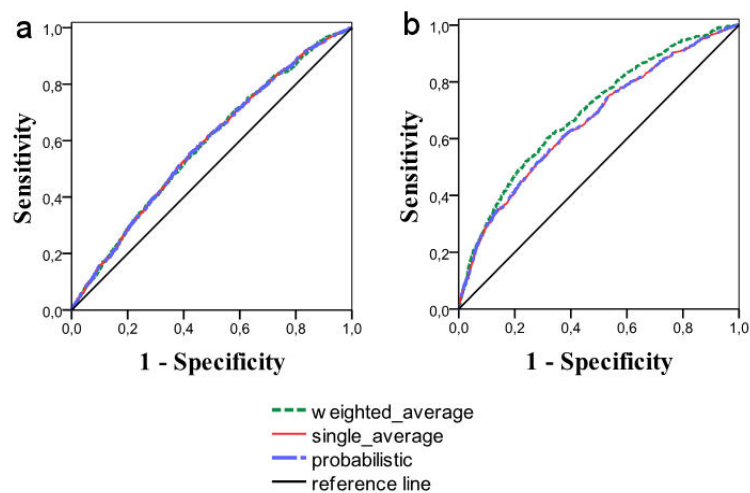 a
1,0
0,8
0,6
0,4
0,2
0,0
Sensitivity
0,0 0,2 0,4 0,6 0,8 1,0
1 - Specificity
b
1,0
0,8
0,6
0,4
0,2
0,0
Sensitivity
0,0 0,2 0,4 0,6 0,8 1,0
1 - Specificity
weighted_average
single_average
probabilistic
reference line